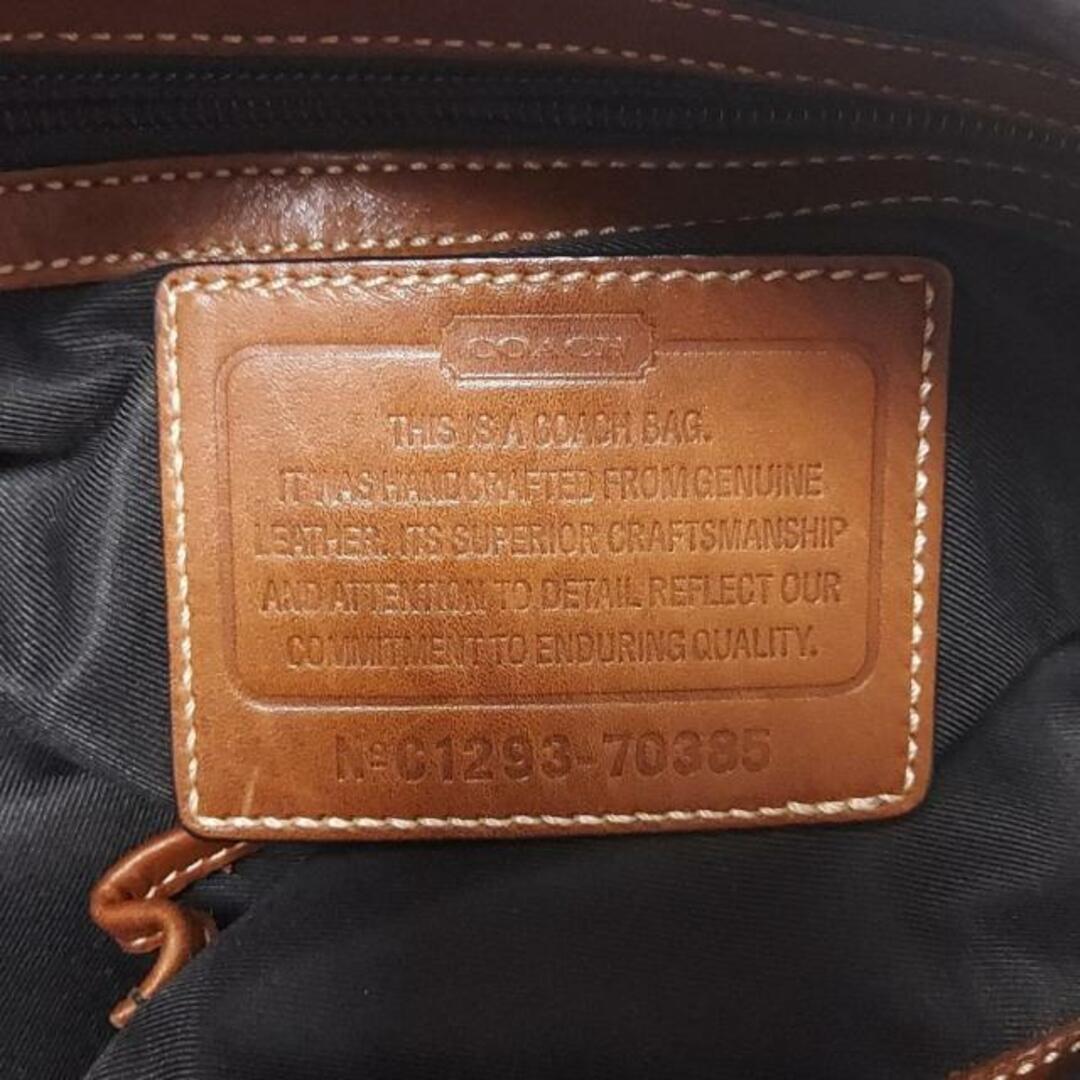 COACH
THIS IS A COACH BAG.
IT WAS HANDCRAFTED FROM GENUINE
LEATHER. ITS SUPERIOR CRAFTSMANSHIP
AND ATTENTION TO DETAIL REFLECT OUR
COMMITMENT TO ENDURING QUALITY.
Nº C1293-70385